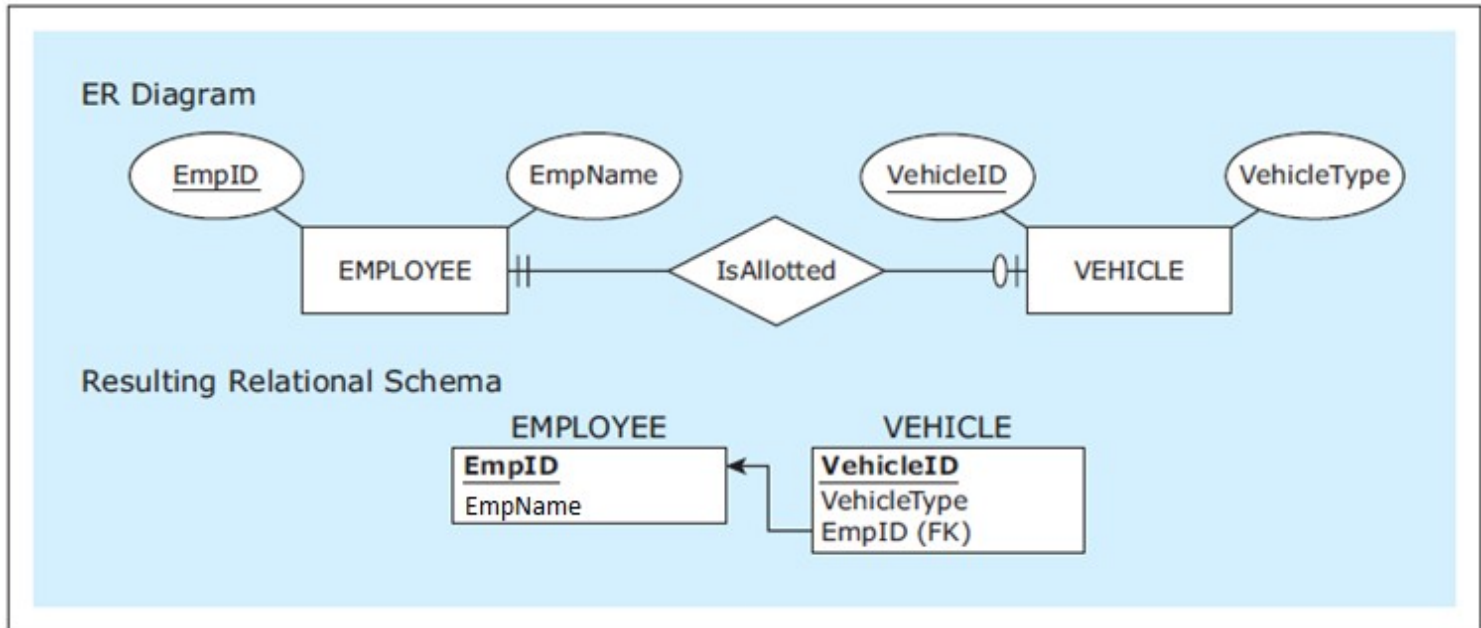 ER Diagram
EmpID
EmpName
VehicleID
VehicleType
EMPLOYEE
IsAllotted
VEHICLE
Resulting Relational Schema
EMPLOYEE
EmpID
EmpName
VEHICLE
VehicleID
VehicleType
EmpID (FK)